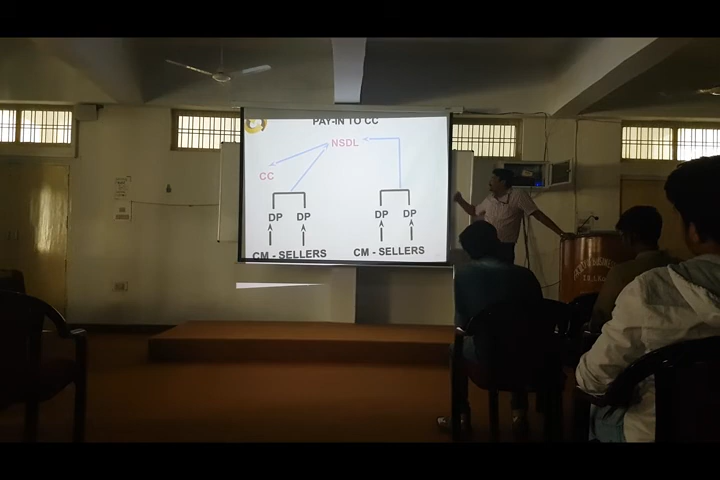 PAY-IN TO CC
NSDL
CC
DP DP DP DP
CM - SELLERS CM - SELLERS